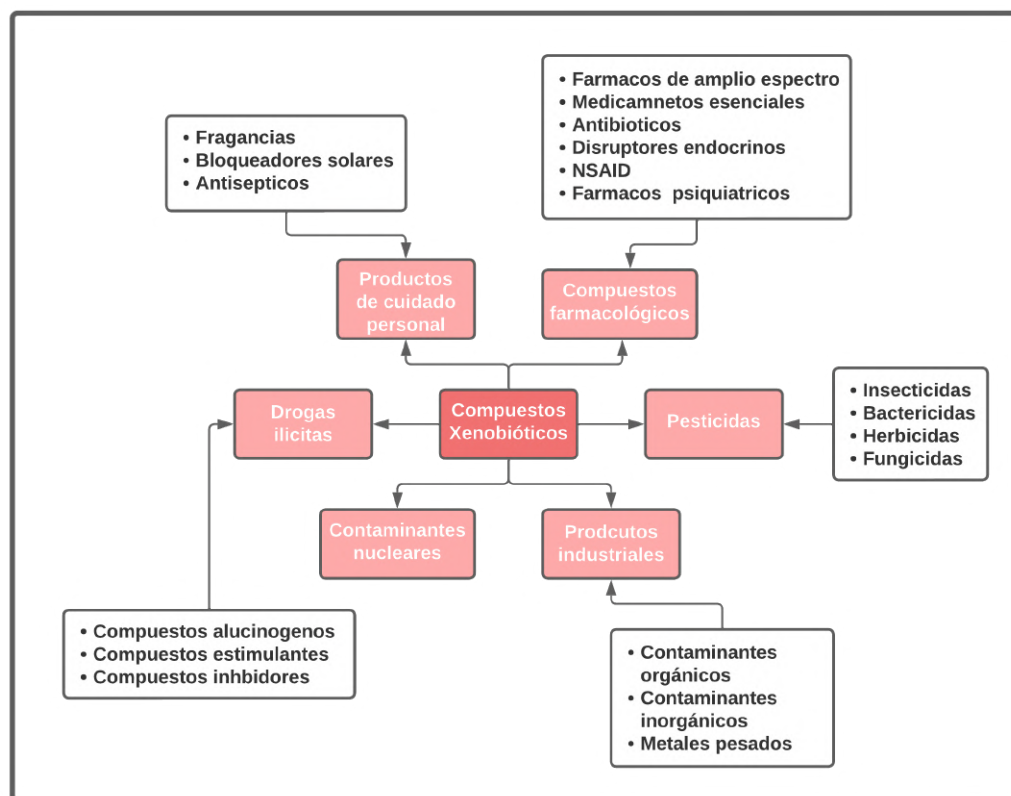 • Farmacos de amplio espectro
• Medicamnetos esenciales
• Antibioticos
• Disruptores endocrinos
• NSAID
• Farmacos psiquiatricos
• Fragancias
• Bloqueadores solares
• Antisepticos
Productos
de cuidado
personal
Compuestos
farmacológicos
Drogas
ilicitas
Compuestos
Xenobióticos
Pesticidas
• Insecticidas
• Bactericidas
• Herbicidas
• Fungicidas
Contaminantes
nucleares
Prodcutos
industriales
• Compuestos alucinogenos
• Compuestos estimulantes
• Compuestos inhbidores
• Contaminantes
orgánicos
• Contaminantes
inorgánicos
• Metales pesados